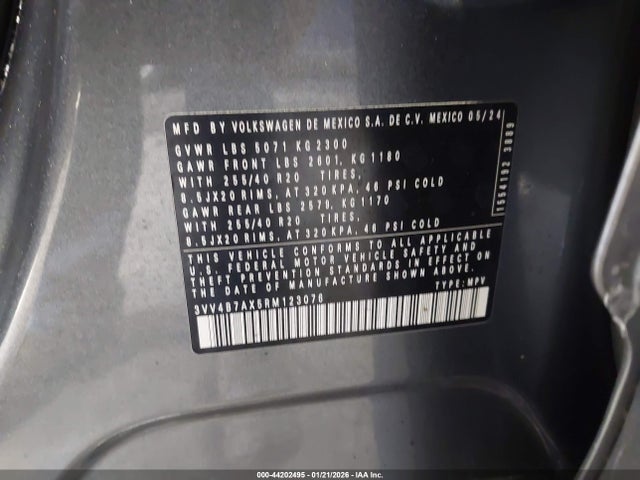 MFD BY VOLKSWAGEN DE MEXICO S.A. DE C.V. MEXICO 05/24
GVWR LBS 5071 KG 2300
GAWR FRONT LBS 2601, KG 1180
WITH 255/40 R20 TIRES,
8.5JX20 RIMS, AT 320 KPA, 46 PSI COLD
GAWR REAR LBS 2579, KG 1170
WITH 255/40 R20 TIRES,
8.5JX20 RIMS, AT 320 KPA, 46 PSI COLD
THIS VEHICLE CONFORMS TO ALL APPLICABLE
U.S. FEDERAL MOTOR VEHICLE SAFETY AND
THEFT PREVENTION STANDARDS IN EFFECT ON
THE DATE OF MANUFACTURE SHOWN ABOVE.
3VV4B7AX5RM123076 TYPE: MPV
1554192 3889
000-44202495 - 01/21/2026 - IAA Inc.